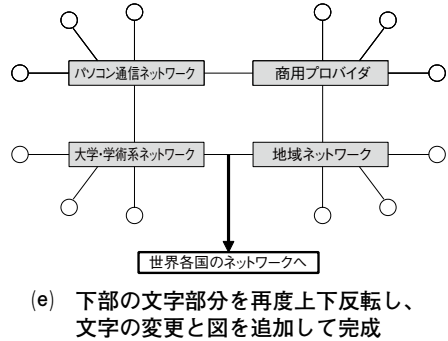 パソコン通信ネットワーク
商用プロバイダ
大学・学術系ネットワーク
地域ネットワーク
世界各国のネットワークへ
(e) 下部の文字部分を再度上下反転し、
文字の変更と図を追加して完成